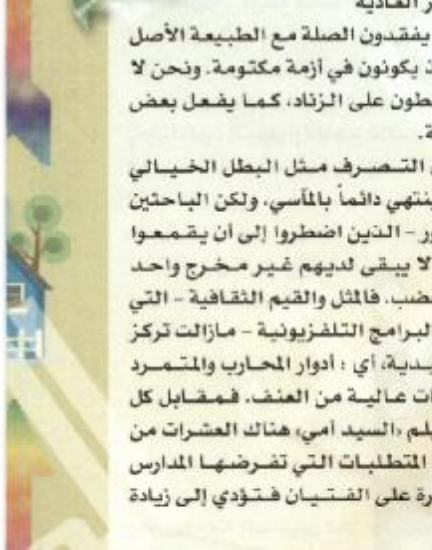 ر العادية
يفقدون الصلة مع الطبيعة الأصل
يكونون في أزمة مكتومة. ونحن لا
طون على الزناد، كما يفعل بعض
ة.
التصرف مثل البطل الخيالي
ينتهي دائماً بالمآسي، ولكن الباحثين
ور - الذين اضطروا إلى أن يقمعوا
لا يبقى لديهم غير مخرج واحد
غضب. فالمثل والقيم الثقافية - التي
البرامج التلفزيونية - مازالت تركز
يدية، أي : أدوار المحارب والمتمرد
ات عالية من العنف. فمقابل كل
يلم «السيد أمي» هناك العشرات من
المتطلبات التي تفرضها المدارس
رة على الفتيان فتؤدي إلى زيادة